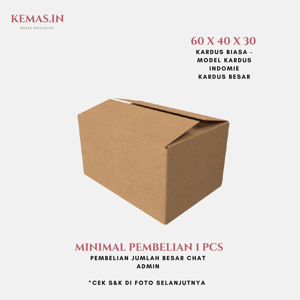 KEMAS.IN
60 X 40 X 30
KARDUS BIASA -
MODEL KARDUS
INDOMIE
KARDUS BESAR
MINIMAL PEMBELIAN 1 PCS
PEMBELIAN JUMLAH BESAR CHAT
ADMIN
*CEK S&K DI FOTO SELANJUTNYA